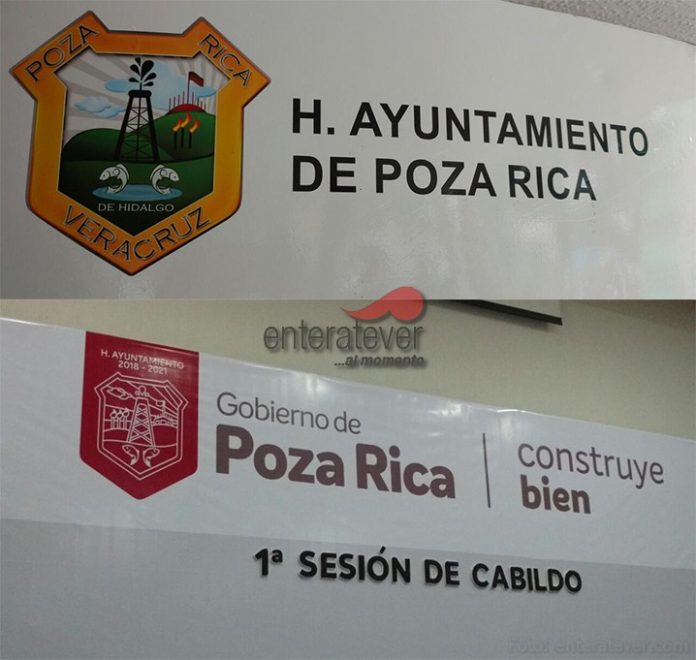 POZA RICA
DE HIDALGO
VERACRUZ
H. AYUNTAMIENTO
DE POZA RICA
enteratever
...al momento
H. AYUNTAMIENTO
2018 - 2021
Gobierno de
Poza Rica
construye
bien
1ª SESIÓN DE CABILDO
Foto: enteratever.com